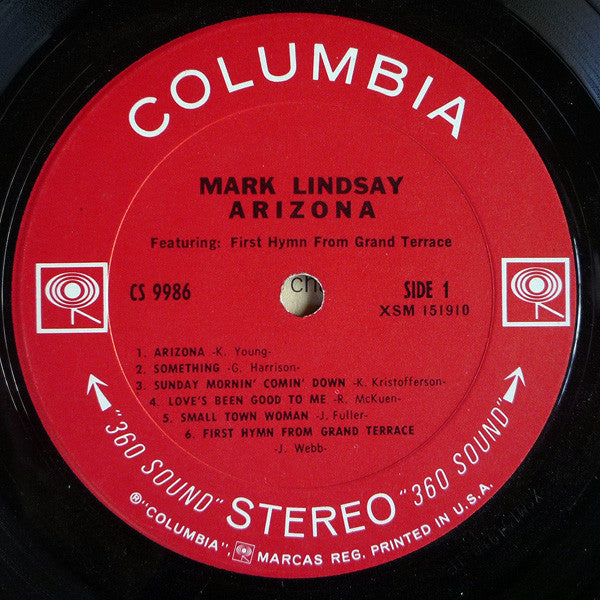 COLUMBIA
MARK LINDSAY
ARIZONA
Featuring: First Hymn From Grand Terrace
CS 9986
SIDE 1
XSM 151910
1. ARIZONA -K. Young-
2. SOMETHING -G. Harrison-
3. SUNDAY MORNIN' COMIN' DOWN -K. Kristofferson-
4. LOVE'S BEEN GOOD TO ME -R. McKuen-
5. SMALL TOWN WOMAN -J. Fuller-
6. FIRST HYMN FROM GRAND TERRACE
-J. Webb-
"360 SOUND" STEREO "360 SOUND"
®"COLUMBIA", MARCAS REG. PRINTED IN U.S.A.